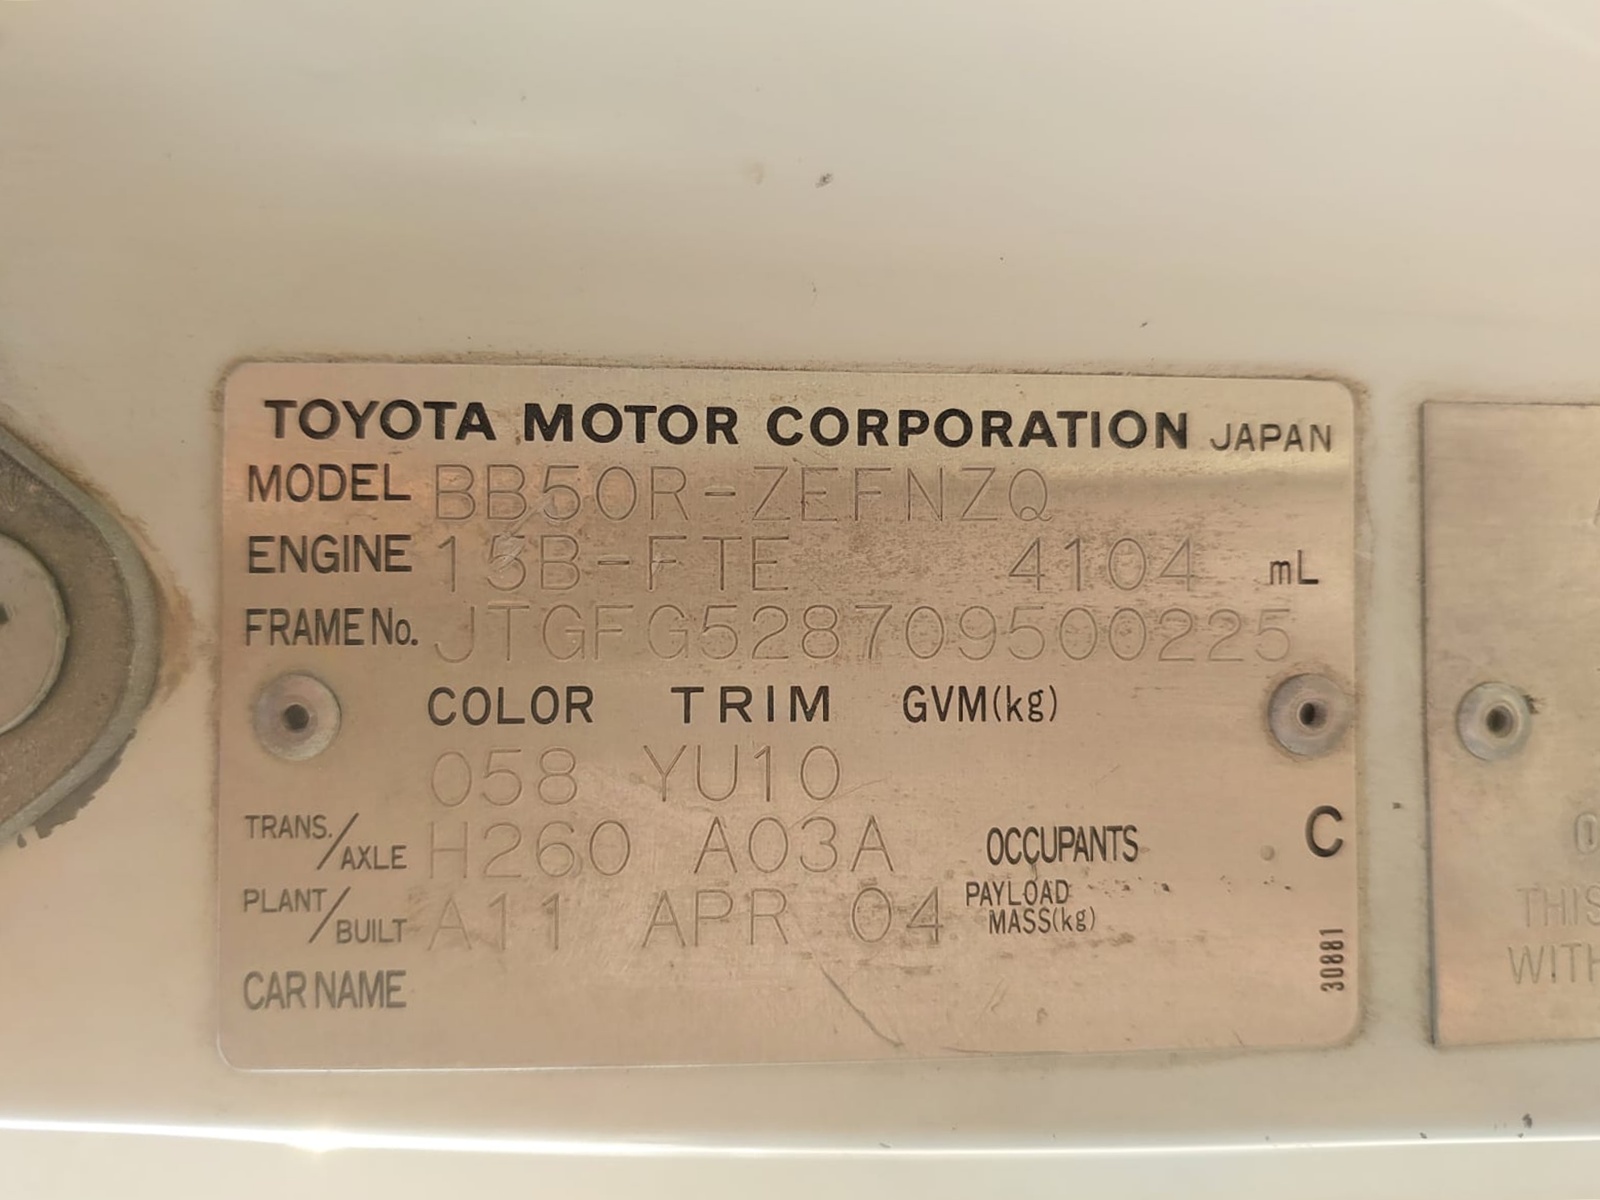 TOYOTA MOTOR CORPORATION JAPAN
MODEL BB50R-ZEFNZQ
ENGINE 15B-FTE 4104 mL
FRAME No. JTGFG528709500225
COLOR TRIM GVM(kg)
058 YU10
TRANS./AXLE H260 A03A OCCUPANTS C
PLANT/BUILT A11 APR 04 PAYLOAD MASS(kg)
CAR NAME
30881
THIS
WITH